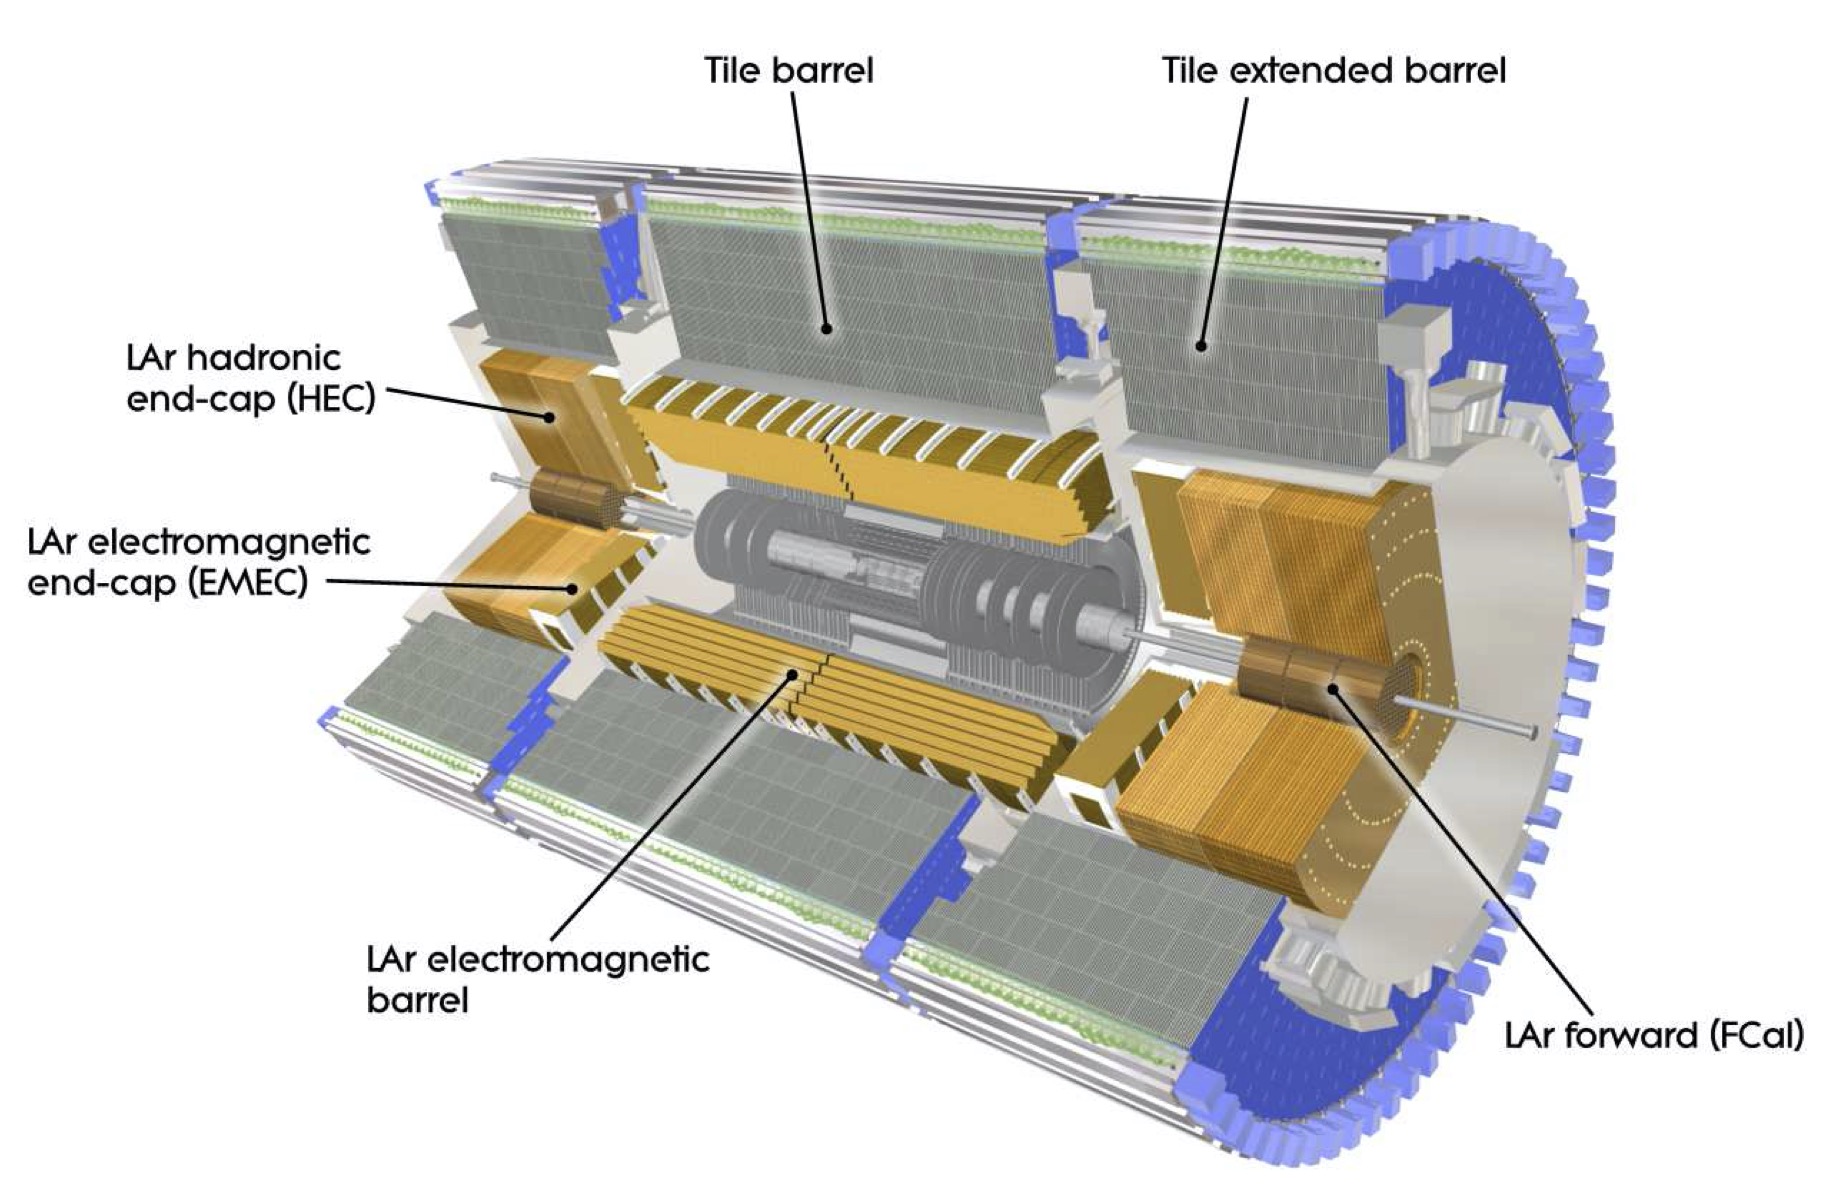 Tile barrel
Tile extended barrel
LAr hadronic
end-cap (HEC)
LAr electromagnetic
end-cap (EMEC)
LAr electromagnetic
barrel
LAr forward (FCal)